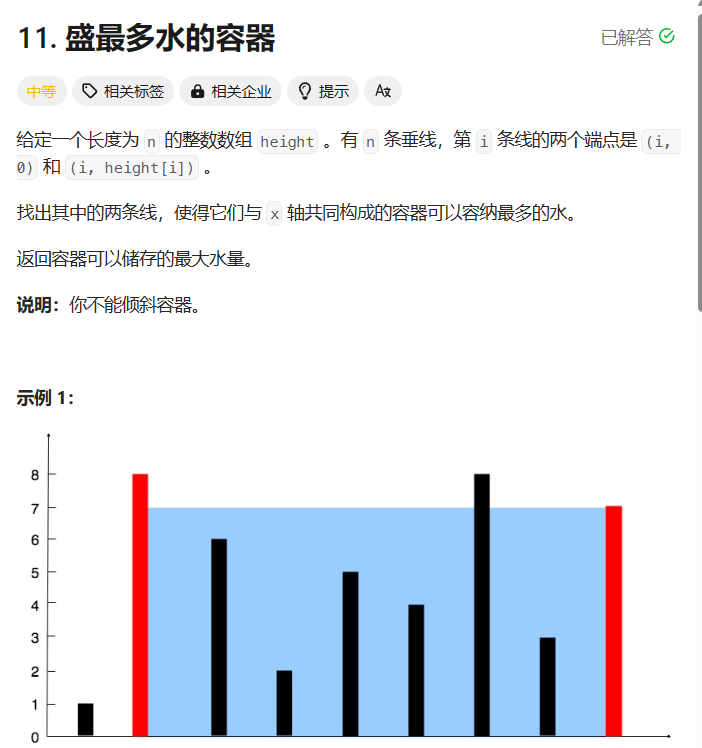 11. 盛最多水的容器
已解答
中等 相关标签 相关企业 提示 Aあ
给定一个长度为 n 的整数数组 height 。有 n 条垂线，第 i 条线的两个端点是 (i,
0) 和 (i, height[i]) 。
找出其中的两条线，使得它们与 x 轴共同构成的容器可以容纳最多的水。
返回容器可以储存的最大水量。
说明：你不能倾斜容器。
示例 1：
8
7
6
5
4
3
2
1
0